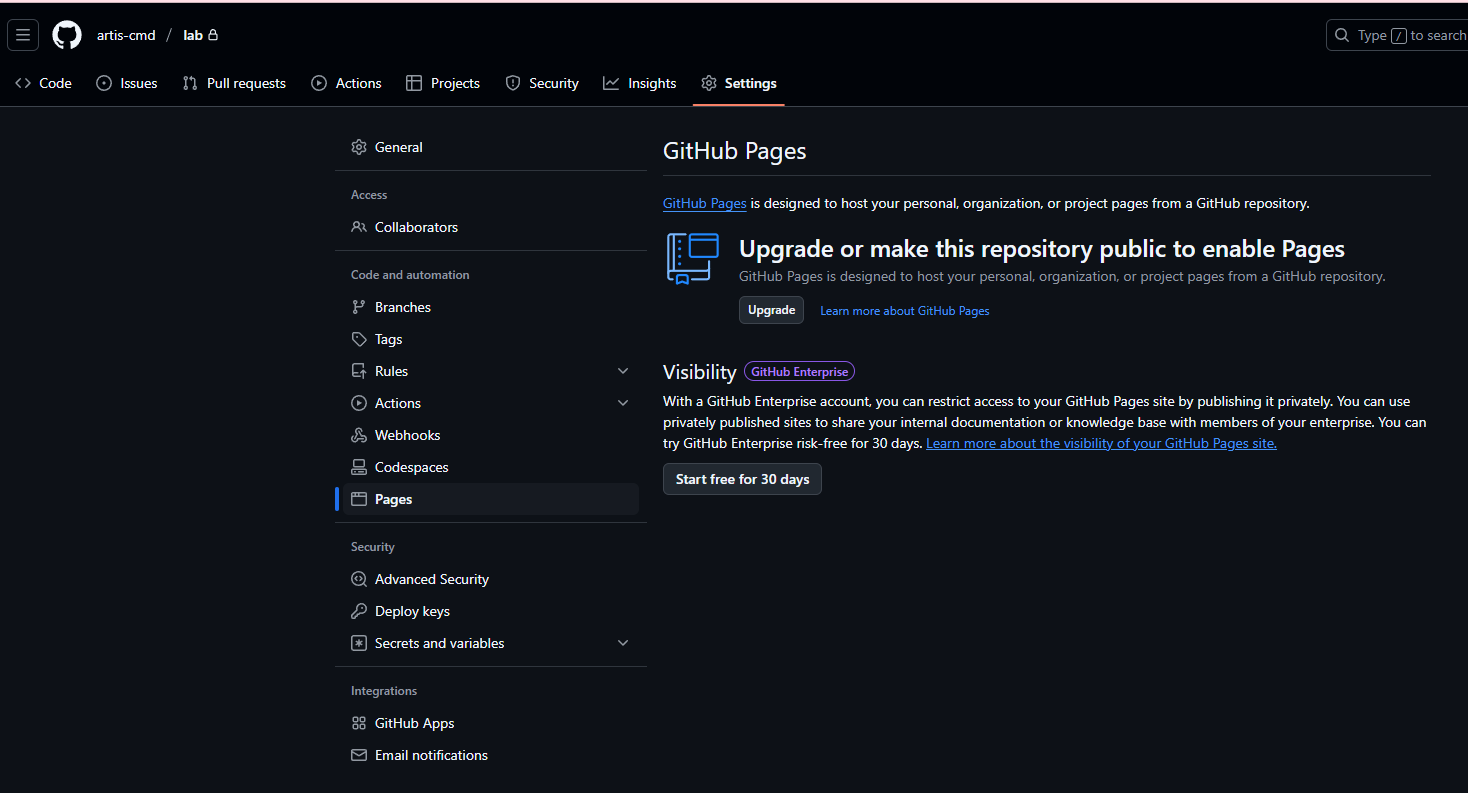 artis-cmd / lab
Type / to search
Code Issues Pull requests Actions Projects Security Insights Settings
General
Access
Collaborators
Code and automation
Branches
Tags
Rules
Actions
Webhooks
Codespaces
Pages
Security
Advanced Security
Deploy keys
Secrets and variables
Integrations
GitHub Apps
Email notifications
GitHub Pages
GitHub Pages is designed to host your personal, organization, or project pages from a GitHub repository.
Upgrade or make this repository public to enable Pages
GitHub Pages is designed to host your personal, organization, or project pages from a GitHub repository.
Upgrade Learn more about GitHub Pages
Visibility GitHub Enterprise
With a GitHub Enterprise account, you can restrict access to your GitHub Pages site by publishing it privately. You can use
privately published sites to share your internal documentation or knowledge base with members of your enterprise. You can
try GitHub Enterprise risk-free for 30 days. Learn more about the visibility of your GitHub Pages site.
Start free for 30 days